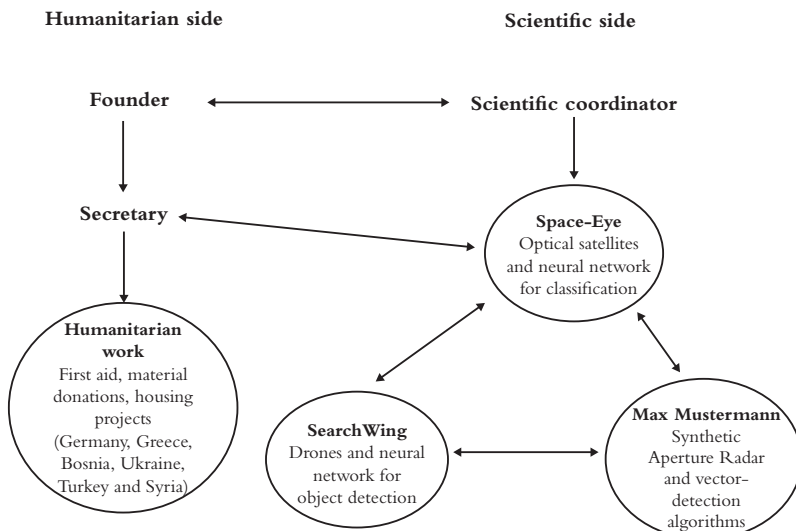 Humanitarian side
Scientific side
Founder
Scientific coordinator
Secretary
Space-Eye
Optical satellites
and neural network
for classification
Humanitarian
work
First aid, material
donations, housing
projects
(Germany, Greece,
Bosnia, Ukraine,
Turkey and Syria)
SearchWing
Drones and neural
network for
object detection
Max Mustermann
Synthetic
Aperture Radar
and vector-
detection
algorithms